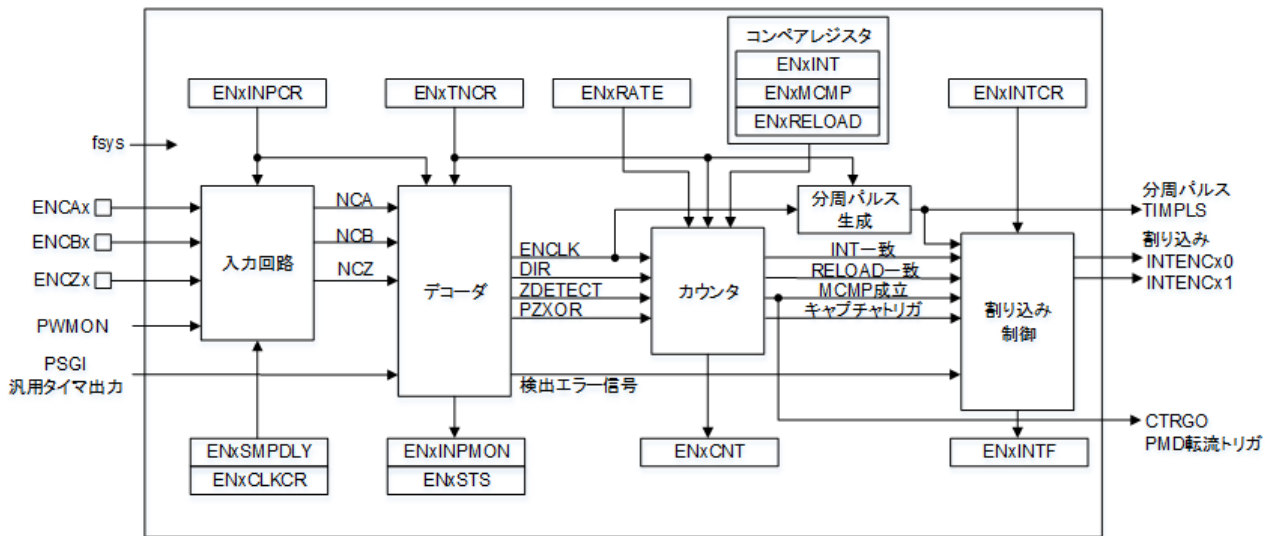 コンペアレジスタ
ENxINT
ENxMCMP
ENxRELOAD
ENxINPCR
ENxTNCR
ENxRATE
ENxINTCR
fsys
ENCAx
ENCBx
ENCZx
PWMON
PSGI
汎用タイマ出力
入力回路
NCA
NCB
NCZ
デコーダ
ENCLK
DIR
ZDETECT
PZXOR
検出エラー信号
カウンタ
分周パルス
生成
INT一致
RELOAD一致
MCMP成立
キャプチャトリガ
割り込み
制御
分周パルス
TIMPLS
割り込み
INTENCx0
INTENCx1
CTRGO
PMD転流トリガ
ENxSMPDLY
ENxCLKCR
ENxINPMON
ENxSTS
ENxCNT
ENxINTF